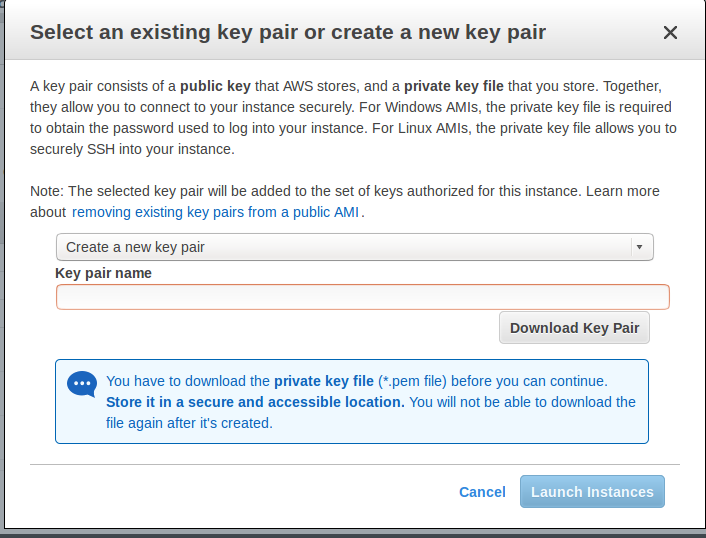 Select an existing key pair or create a new key pair
A key pair consists of a public key that AWS stores, and a private key file that you store. Together,
they allow you to connect to your instance securely. For Windows AMIs, the private key file is required
to obtain the password used to log into your instance. For Linux AMIs, the private key file allows you to
securely SSH into your instance.
Note: The selected key pair will be added to the set of keys authorized for this instance. Learn more
about removing existing key pairs from a public AMI .
Create a new key pair
Key pair name
Download Key Pair
You have to download the private key file (*.pem file) before you can continue.
Store it in a secure and accessible location. You will not be able to download the
file again after it's created.
Cancel Launch Instances